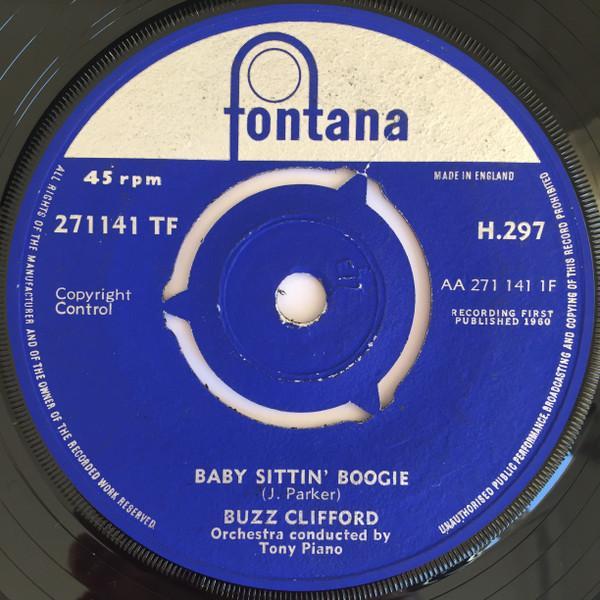 fontana
45 rpm
MADE IN ENGLAND
271141 TF
H.297
AA 271 141 1F
Copyright
Control
RECORDING FIRST
PUBLISHED 1960
BABY SITTIN' BOOGIE
(J. Parker)
BUZZ CLIFFORD
Orchestra conducted by
Tony Piano
ALL RIGHTS OF THE MANUFACTURER AND OF THE OWNER OF THE RECORDED WORK RESERVED.
UNAUTHORISED PUBLIC PERFORMANCE, BROADCASTING AND COPYING OF THIS RECORD PROHIBITED.